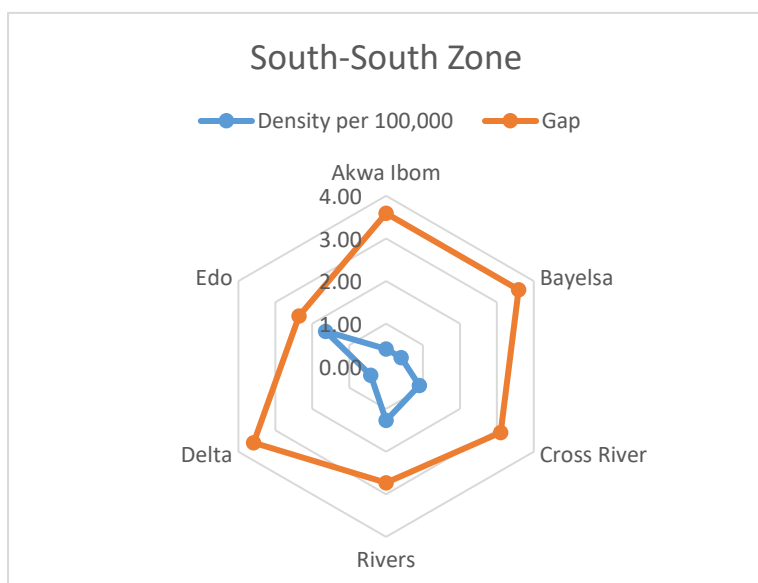 South-South Zone
Density per 100,000 Gap
Akwa Ibom
4.00
3.00
Edo Bayelsa
2.00
1.00
0.00
Delta Cross River
Rivers